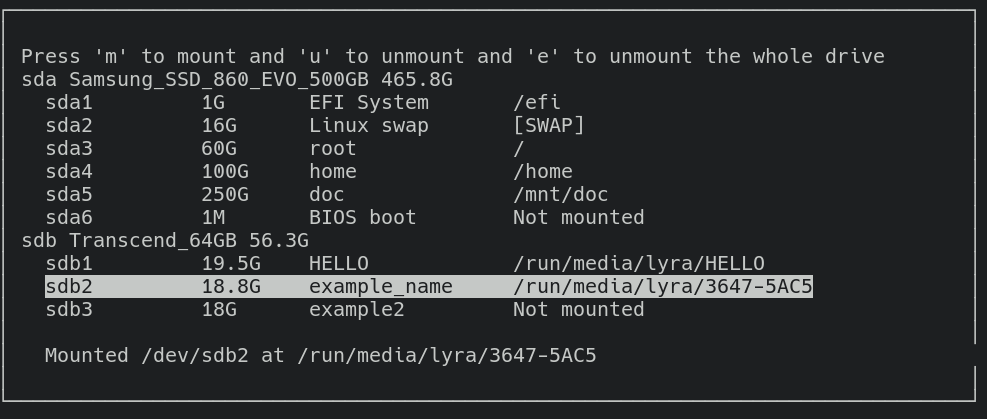 Press 'm' to mount and 'u' to unmount and 'e' to unmount the whole drive
sda Samsung_SSD_860_EVO_500GB 465.8G
sda1 1G EFI System /efi
sda2 16G Linux swap [SWAP]
sda3 60G root /
sda4 100G home /home
sda5 250G doc /mnt/doc
sda6 1M BIOS boot Not mounted
sdb Transcend_64GB 56.3G
sdb1 19.5G HELLO /run/media/lyra/HELLO
sdb2 18.8G example_name /run/media/lyra/3647-5AC5
sdb3 18G example2 Not mounted
Mounted /dev/sdb2 at /run/media/lyra/3647-5AC5